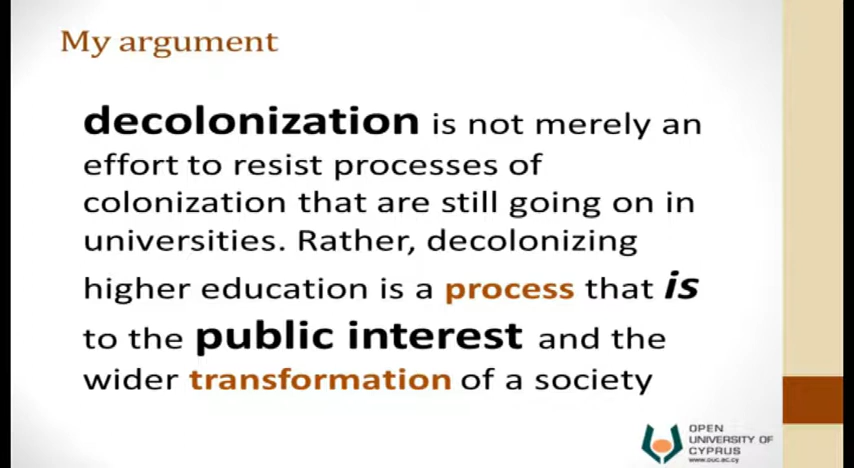 My argument
decolonization is not merely an
effort to resist processes of
colonization that are still going on in
universities. Rather, decolonizing
higher education is a process that is
to the public interest and the
wider transformation of a society
OPEN
UNIVERSITY OF
CYPRUS
www.ouc.ac.cy